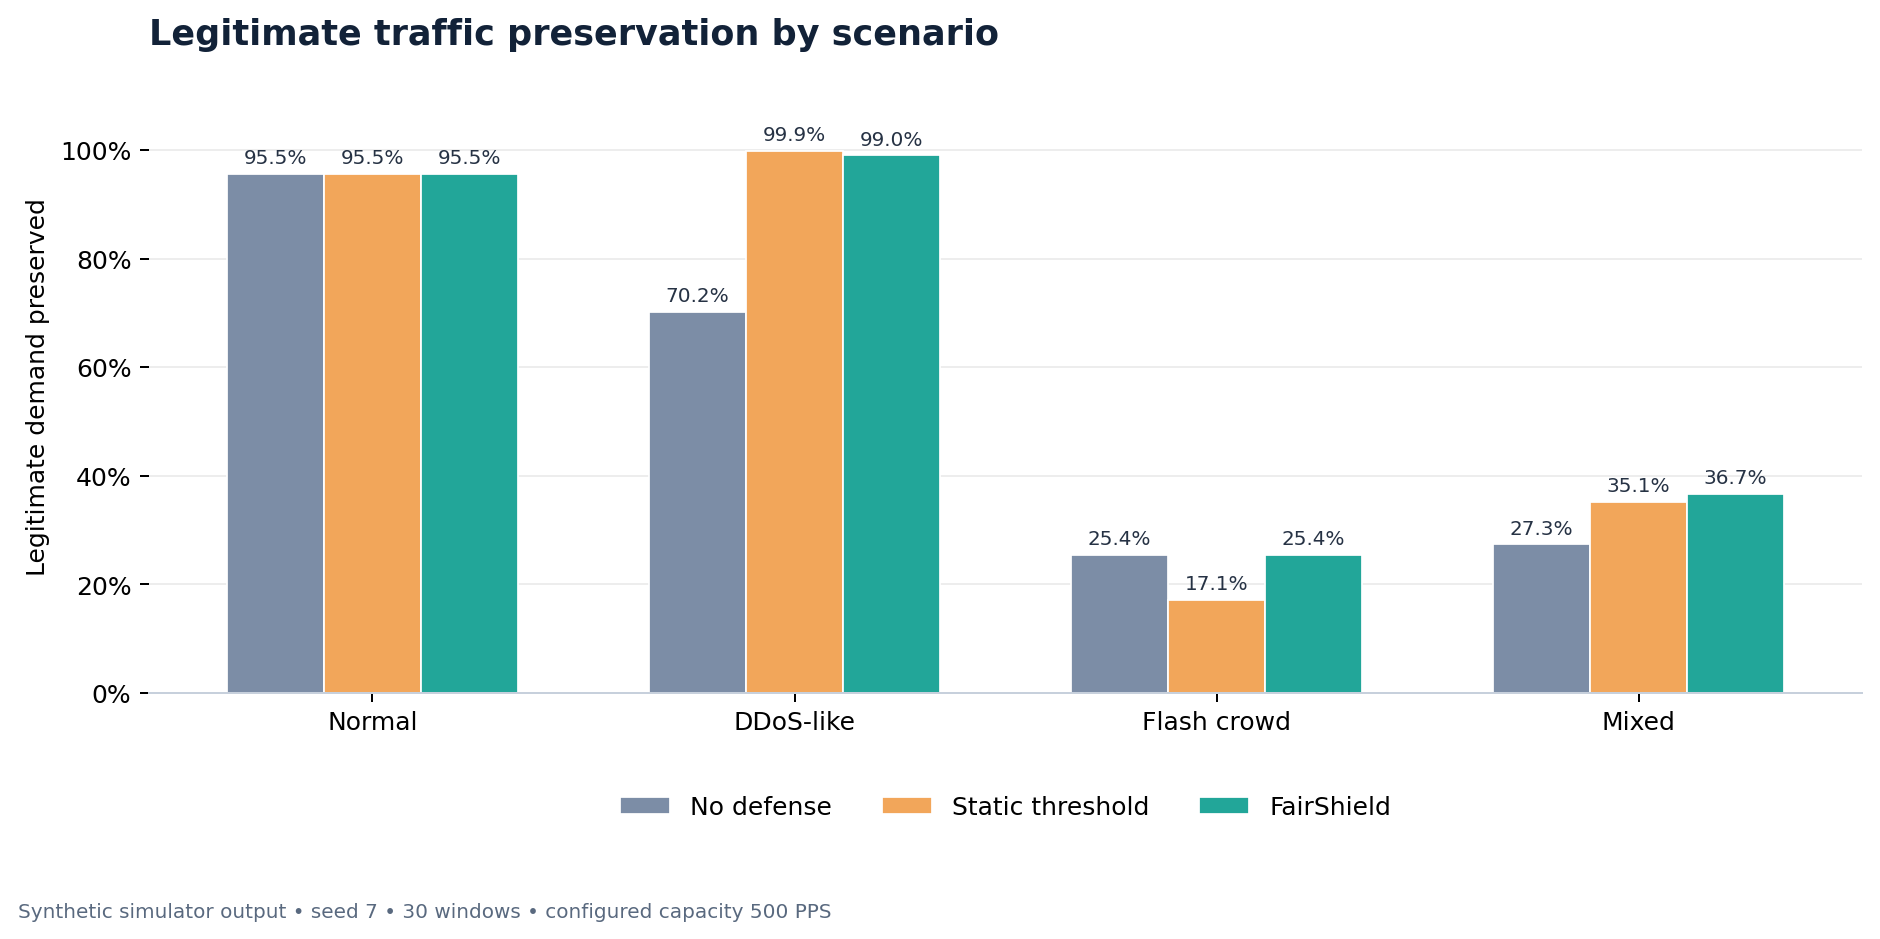 Legitimate traffic preservation by scenario
Legitimate demand preserved
100%
80%
60%
40%
20%
0%
95.5% 95.5% 95.5%
70.2% 99.9% 99.0%
25.4% 17.1% 25.4%
27.3% 35.1% 36.7%
Normal DDoS-like Flash crowd Mixed
No defense Static threshold FairShield
Synthetic simulator output • seed 7 • 30 windows • configured capacity 500 PPS